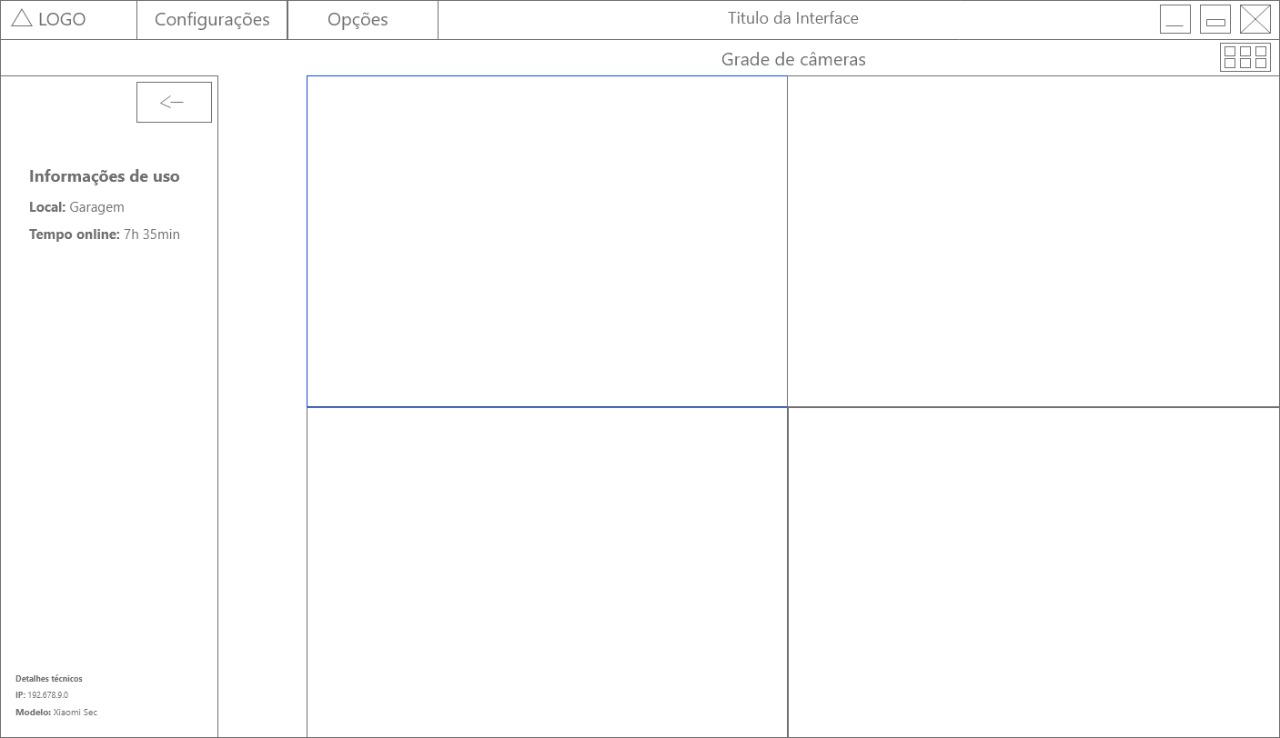 LOGO
Configurações
Opções
Titulo da Interface
Grade de câmeras
Informações de uso
Local: Garagem
Tempo online: 7h 35min
Detalhes técnicos
IP: 192.678.9.0
Modelo: Xiaomi Sec